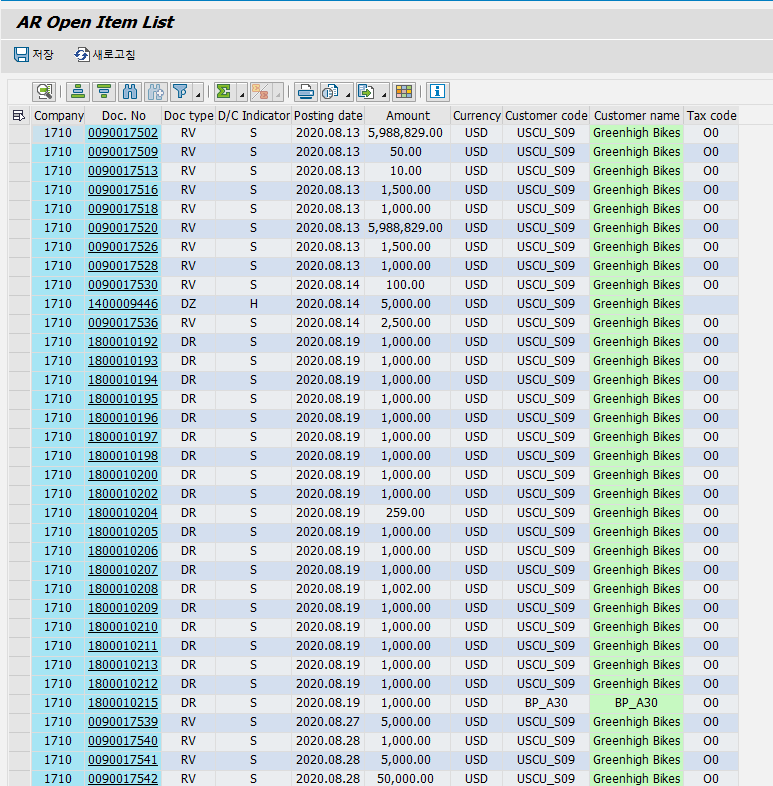 AR Open Item List
저장 새로고침
Company Doc. No Doc type D/C Indicator Posting date Amount Currency Customer code Customer name Tax code
1710 0090017502 RV S 2020.08.13 5,988,829.00 USD USCU_S09 Greenhigh Bikes O0
1710 0090017509 RV S 2020.08.13 50.00 USD USCU_S09 Greenhigh Bikes O0
1710 0090017513 RV S 2020.08.13 10.00 USD USCU_S09 Greenhigh Bikes O0
1710 0090017516 RV S 2020.08.13 1,500.00 USD USCU_S09 Greenhigh Bikes O0
1710 0090017518 RV S 2020.08.13 1,000.00 USD USCU_S09 Greenhigh Bikes O0
1710 0090017520 RV S 2020.08.13 5,988,829.00 USD USCU_S09 Greenhigh Bikes O0
1710 0090017526 RV S 2020.08.13 1,500.00 USD USCU_S09 Greenhigh Bikes O0
1710 0090017528 RV S 2020.08.13 1,000.00 USD USCU_S09 Greenhigh Bikes O0
1710 0090017530 RV S 2020.08.14 100.00 USD USCU_S09 Greenhigh Bikes O0
1710 1400009446 DZ H 2020.08.14 5,000.00 USD USCU_S09 Greenhigh Bikes
1710 0090017536 RV S 2020.08.14 2,500.00 USD USCU_S09 Greenhigh Bikes O0
1710 1800010192 DR S 2020.08.19 1,000.00 USD USCU_S09 Greenhigh Bikes O0
1710 1800010193 DR S 2020.08.19 1,000.00 USD USCU_S09 Greenhigh Bikes O0
1710 1800010194 DR S 2020.08.19 1,000.00 USD USCU_S09 Greenhigh Bikes O0
1710 1800010195 DR S 2020.08.19 1,000.00 USD USCU_S09 Greenhigh Bikes O0
1710 1800010196 DR S 2020.08.19 1,000.00 USD USCU_S09 Greenhigh Bikes O0
1710 1800010197 DR S 2020.08.19 1,000.00 USD USCU_S09 Greenhigh Bikes O0
1710 1800010198 DR S 2020.08.19 1,000.00 USD USCU_S09 Greenhigh Bikes O0
1710 1800010200 DR S 2020.08.19 1,000.00 USD USCU_S09 Greenhigh Bikes O0
1710 1800010202 DR S 2020.08.19 1,000.00 USD USCU_S09 Greenhigh Bikes O0
1710 1800010204 DR S 2020.08.19 259.00 USD USCU_S09 Greenhigh Bikes O0
1710 1800010205 DR S 2020.08.19 1,000.00 USD USCU_S09 Greenhigh Bikes O0
1710 1800010206 DR S 2020.08.19 1,000.00 USD USCU_S09 Greenhigh Bikes O0
1710 1800010207 DR S 2020.08.19 1,000.00 USD USCU_S09 Greenhigh Bikes O0
1710 1800010208 DR S 2020.08.19 1,002.00 USD USCU_S09 Greenhigh Bikes O0
1710 1800010209 DR S 2020.08.19 1,000.00 USD USCU_S09 Greenhigh Bikes O0
1710 1800010210 DR S 2020.08.19 1,000.00 USD USCU_S09 Greenhigh Bikes O0
1710 1800010211 DR S 2020.08.19 1,000.00 USD USCU_S09 Greenhigh Bikes O0
1710 1800010213 DR S 2020.08.19 1,000.00 USD USCU_S09 Greenhigh Bikes O0
1710 1800010212 DR S 2020.08.19 1,000.00 USD USCU_S09 Greenhigh Bikes O0
1710 1800010215 DR S 2020.08.19 1,000.00 USD BP_A30 BP_A30 O0
1710 0090017539 RV S 2020.08.27 5,000.00 USD USCU_S09 Greenhigh Bikes O0
1710 0090017540 RV S 2020.08.28 1,000.00 USD USCU_S09 Greenhigh Bikes O0
1710 0090017541 RV S 2020.08.28 5,000.00 USD USCU_S09 Greenhigh Bikes O0
1710 0090017542 RV S 2020.08.28 50,000.00 USD USCU_S09 Greenhigh Bikes O0